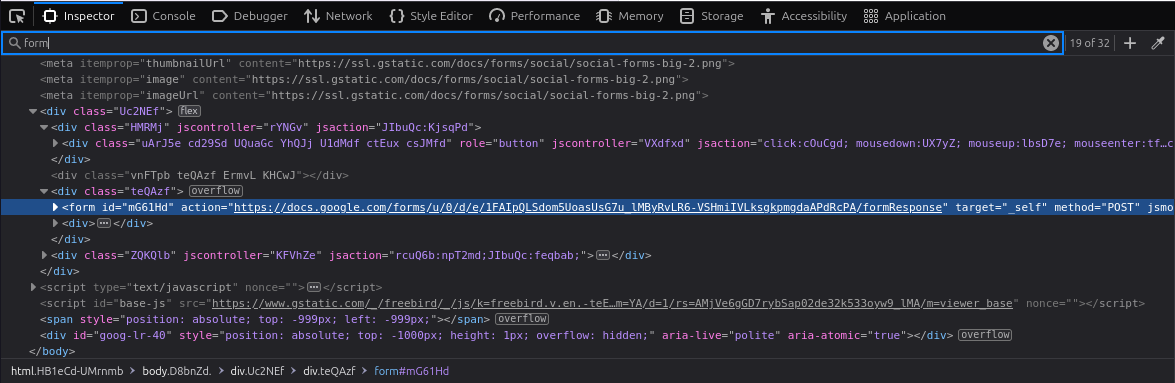 Inspector Console Debugger Network Style Editor Performance Memory Storage Accessibility Application
form 19 of 32
<meta itemprop="thumbnailUrl" content="https://ssl.gstatic.com/docs/forms/social/social-forms-big-2.png">
<meta itemprop="image" content="https://ssl.gstatic.com/docs/forms/social/social-forms-big-2.png">
<meta itemprop="imageUrl" content="https://ssl.gstatic.com/docs/forms/social/social-forms-big-2.png">
<div class="Uc2NEf"> flex
<div class="HMRMj" jscontroller="rYNGv" jsaction="JIbuQc:KjsqPd">
<div class="uArJ5e cd29Sd UQuaGc YhQJj U1dMdf ctEux csJMfd" role="button" jscontroller="VXdfxd" jsaction="click:cOuCgd; mousedown:UX7yZ; mouseup:lbsD7e; mouseenter:tf…c
</div>
<div class="vnFTpb teQAzf ErmvL KHCwJ"></div>
<div class="teQAzf"> overflow
<form id="mG61Hd" action="https://docs.google.com/forms/u/0/d/e/1FAIpQLSdom5UoasUsG7u_lMByRvLR6-VSHmiIVLksgkpmgdaAPdRcPA/formResponse" target="_self" method="POST" jsmo
<div> ⋯ </div>
</div>
<div class="ZQKQlb" jscontroller="KFVhZe" jsaction="rcuQ6b:npT2md;JIbuQc:feqbab;"> ⋯ </div>
</div>
<script type="text/javascript" nonce=""> ⋯ </script>
<script id="base-js" src="https://www.gstatic.com/_/freebird/_/js/k=freebird.v.en.-teE…m=YA/d=1/rs=AMjVe6gGD7rybSap02de32k533oyw9_lMA/m=viewer_base" nonce=""></script>
<span style="position: absolute; top: -999px; left: -999px;"></span> overflow
<div id="goog-lr-40" style="position: absolute; top: -1000px; height: 1px; overflow: hidden;" aria-live="polite" aria-atomic="true"></div> overflow
</body>
html.HB1eCd-UMrnmb > body.D8bnZd. > div.Uc2NEf > div.teQAzf > form#mG61Hd